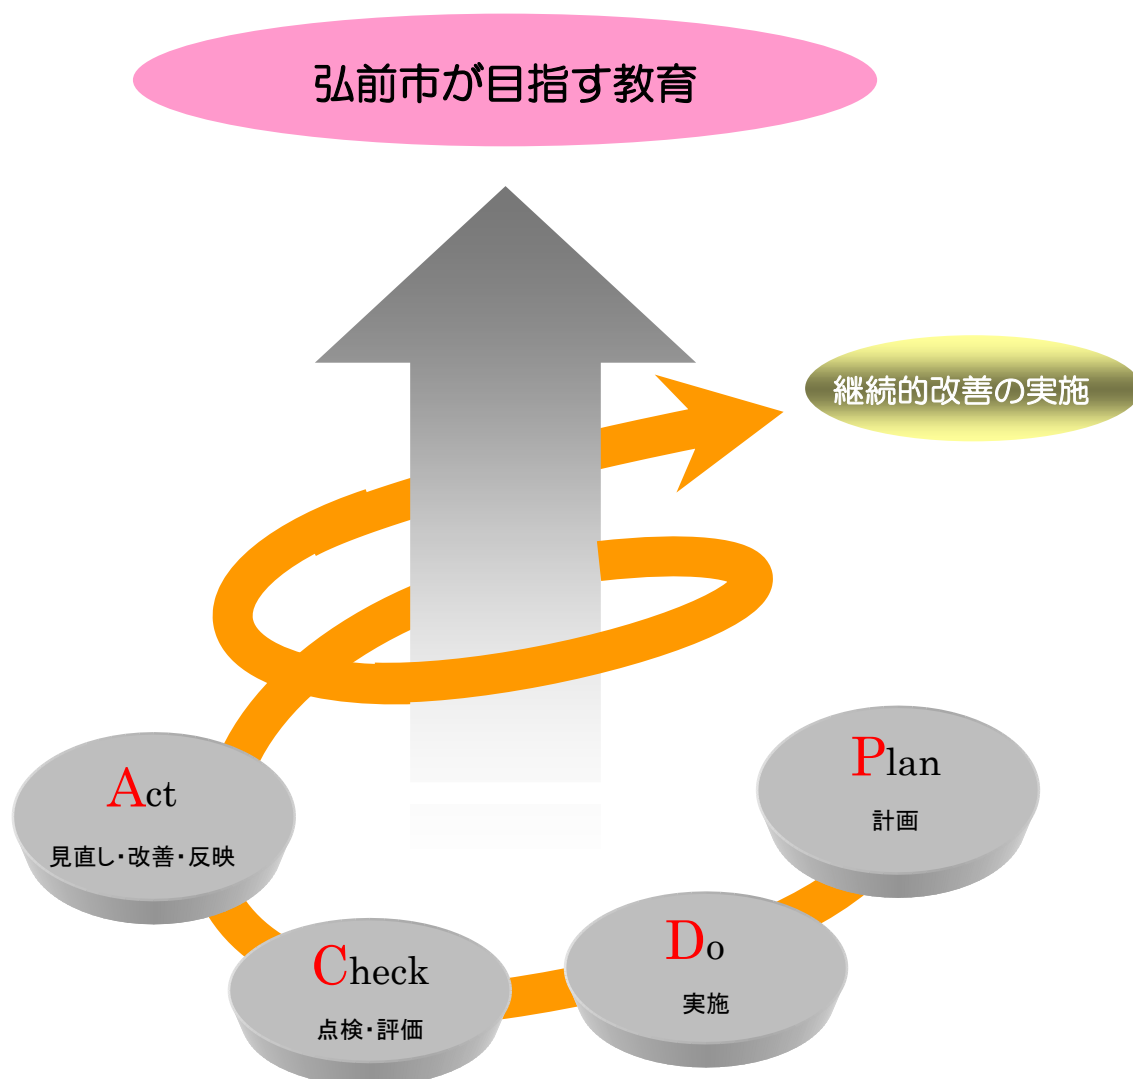 弘前市が目指す教育
継続的改善の実施
Plan
計画
Act
見直し・改善・反映
Do
実施
Check
点検・評価